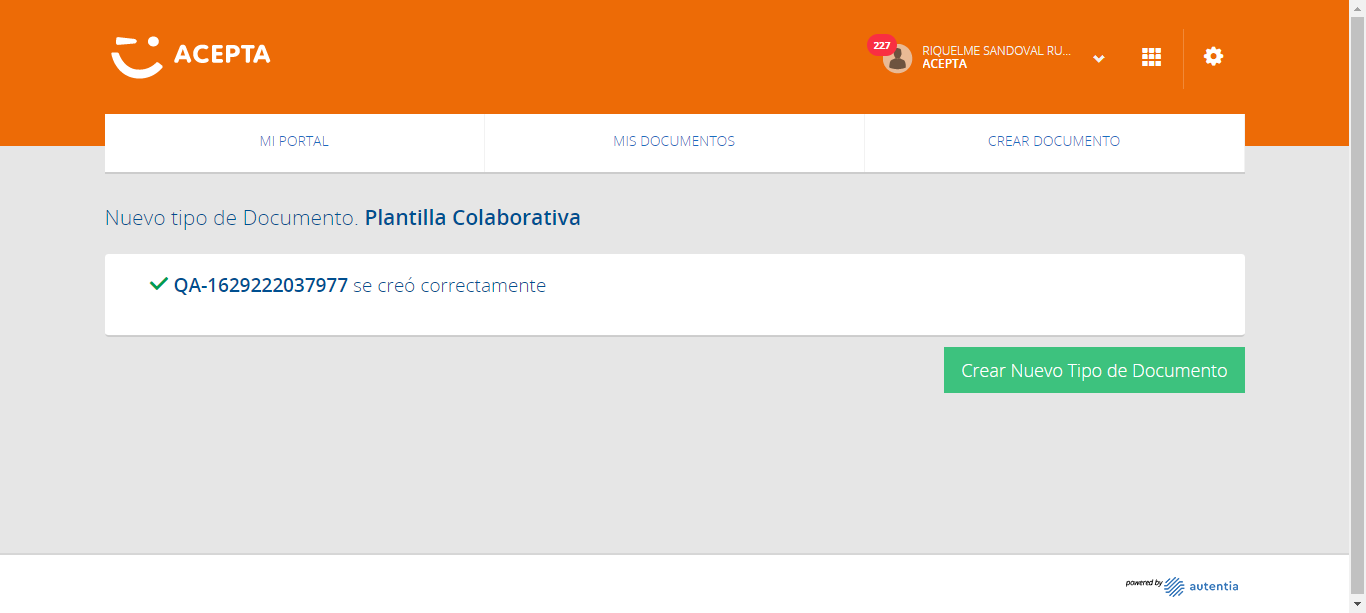 ACEPTA
227
RIQUELME SANDOVAL RU...
ACEPTA
MI PORTAL
MIS DOCUMENTOS
CREAR DOCUMENTO
Nuevo tipo de Documento. Plantilla Colaborativa
QA-1629222037977 se creó correctamente
Crear Nuevo Tipo de Documento
powered by autentia